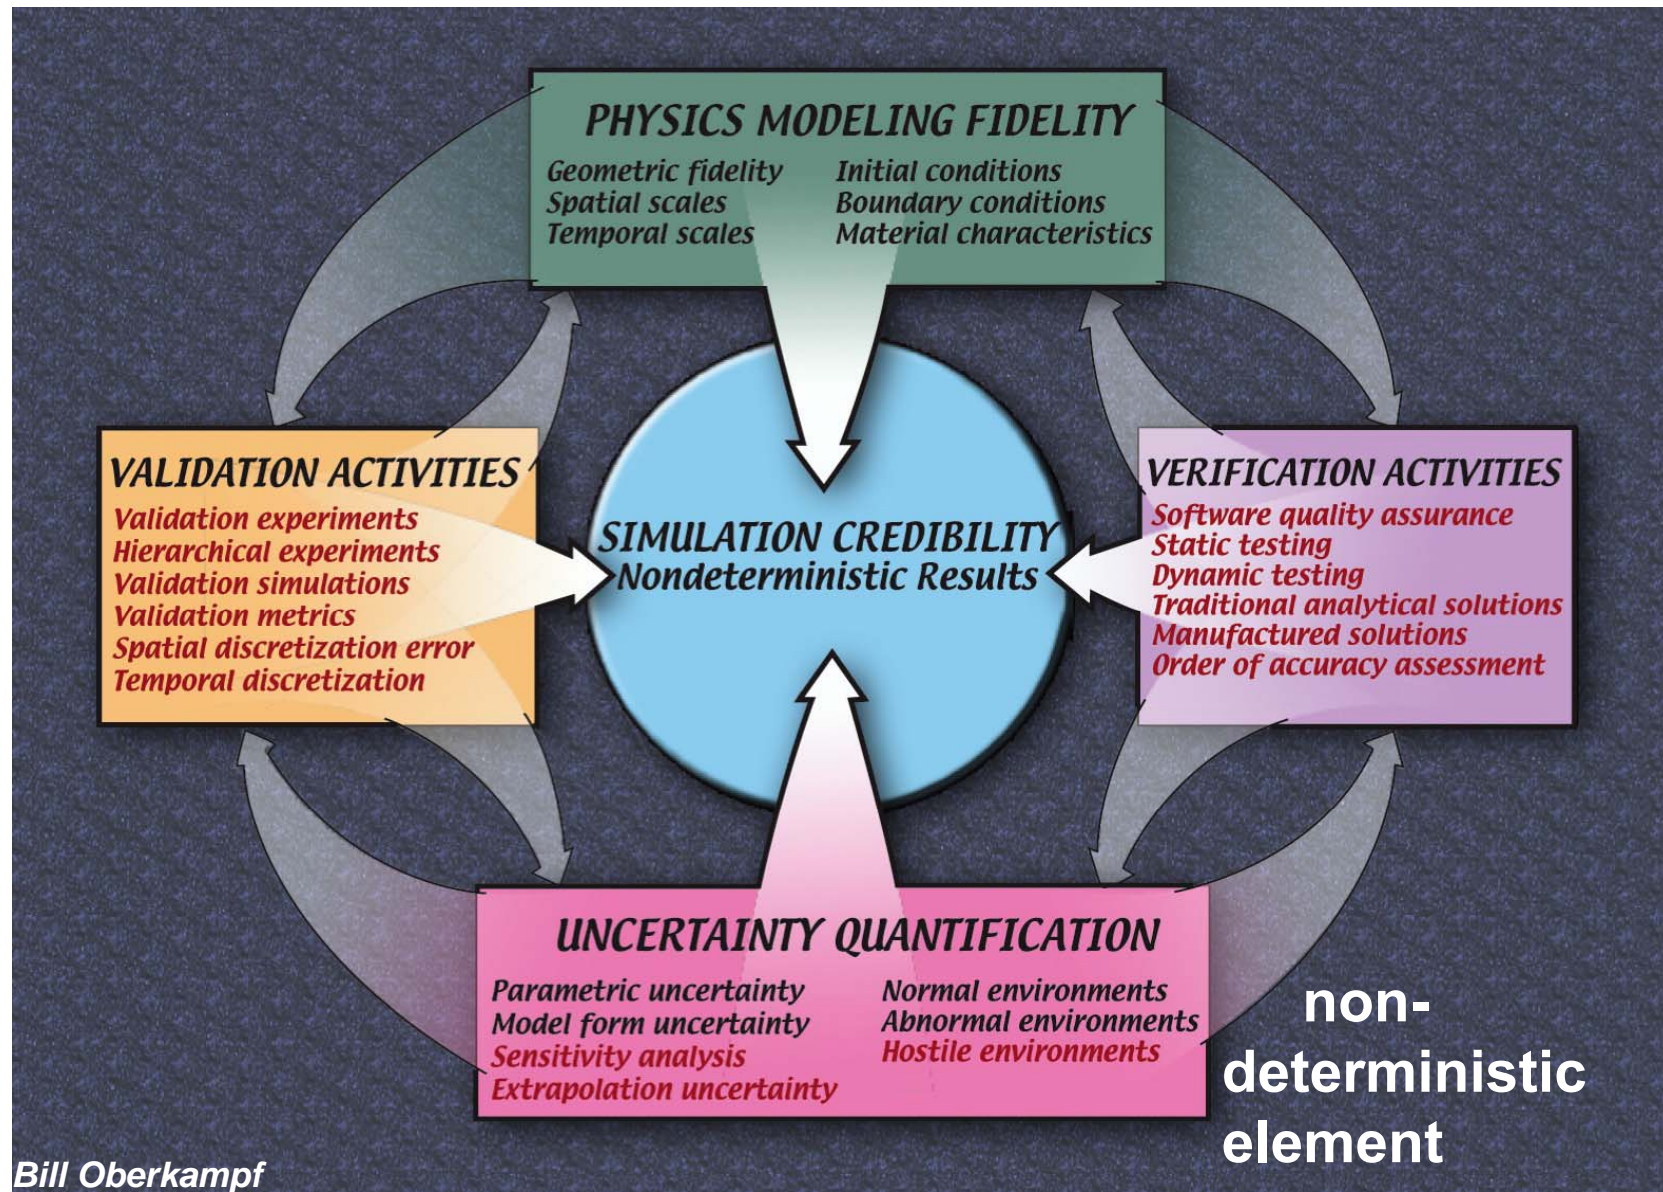 PHYSICS MODELING FIDELITY
Geometric fidelity
Spatial scales
Temporal scales
Initial conditions
Boundary conditions
Material characteristics
VALIDATION ACTIVITIES
Validation experiments
Hierarchical experiments
Validation simulations
Validation metrics
Spatial discretization error
Temporal discretization
SIMULATION CREDIBILITY
Nondeterministic Results
VERIFICATION ACTIVITIES
Software quality assurance
Static testing
Dynamic testing
Traditional analytical solutions
Manufactured solutions
Order of accuracy assessment
UNCERTAINTY QUANTIFICATION
Parametric uncertainty
Model form uncertainty
Sensitivity analysis
Extrapolation uncertainty
Normal environments
Abnormal environments
Hostile environments
non-
deterministic
element
Bill Oberkampf